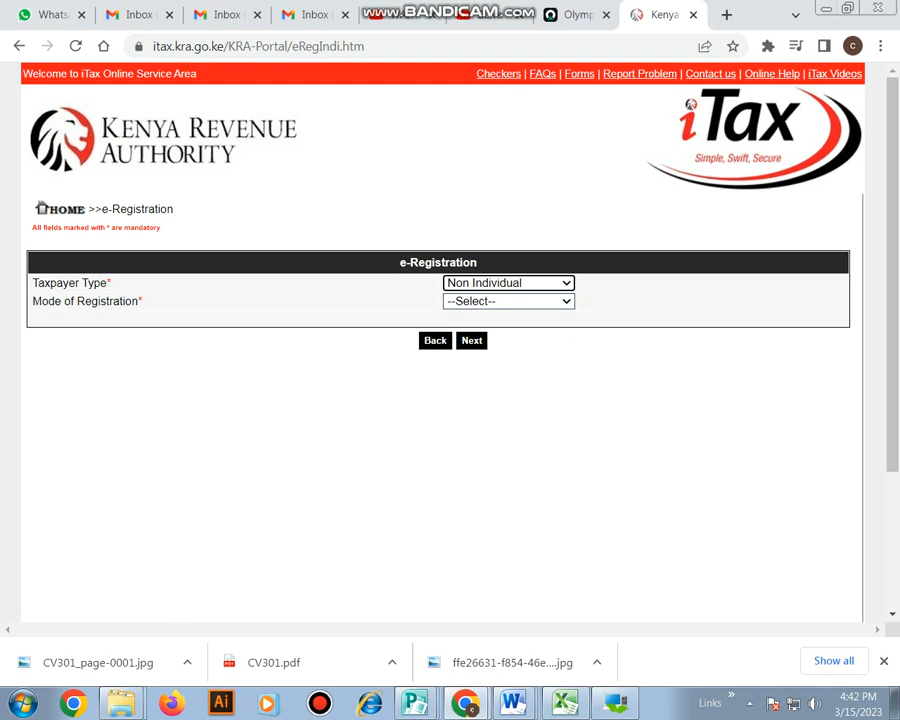 Whats
Inbox
Inbox
Inbox
WWW.BANDICAM.COM
Olymp
Kenya
itax.kra.go.ke/KRA-Portal/eRegIndi.htm
C
Welcome to iTax Online Service Area
Checkers | FAQs | Forms | Report Problem | Contact us | Online Help | iTax Videos
KENYA REVENUE
AUTHORITY
iTax
Simple, Swift, Secure
HOME >>e-Registration
All fields marked with * are mandatory
e-Registration
Taxpayer Type* Non Individual
Mode of Registration* --Select--
Back Next
CV301_page-0001.jpg
CV301.pdf
ffe26631-f854-46e....jpg
Show all
Ai
Links
4:42 PM
3/15/2023